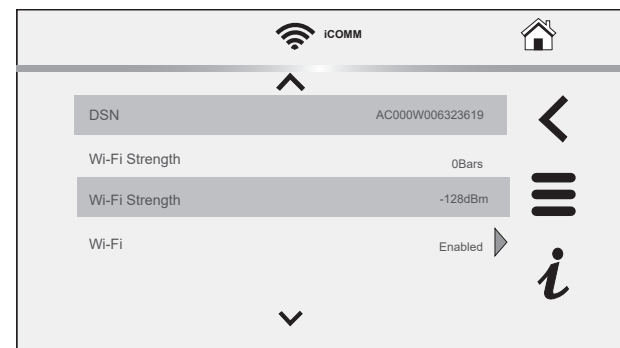 iCOMM
DSN AC000W006323619
Wi-Fi Strength 0Bars
Wi-Fi Strength -128dBm
Wi-Fi Enabled
i